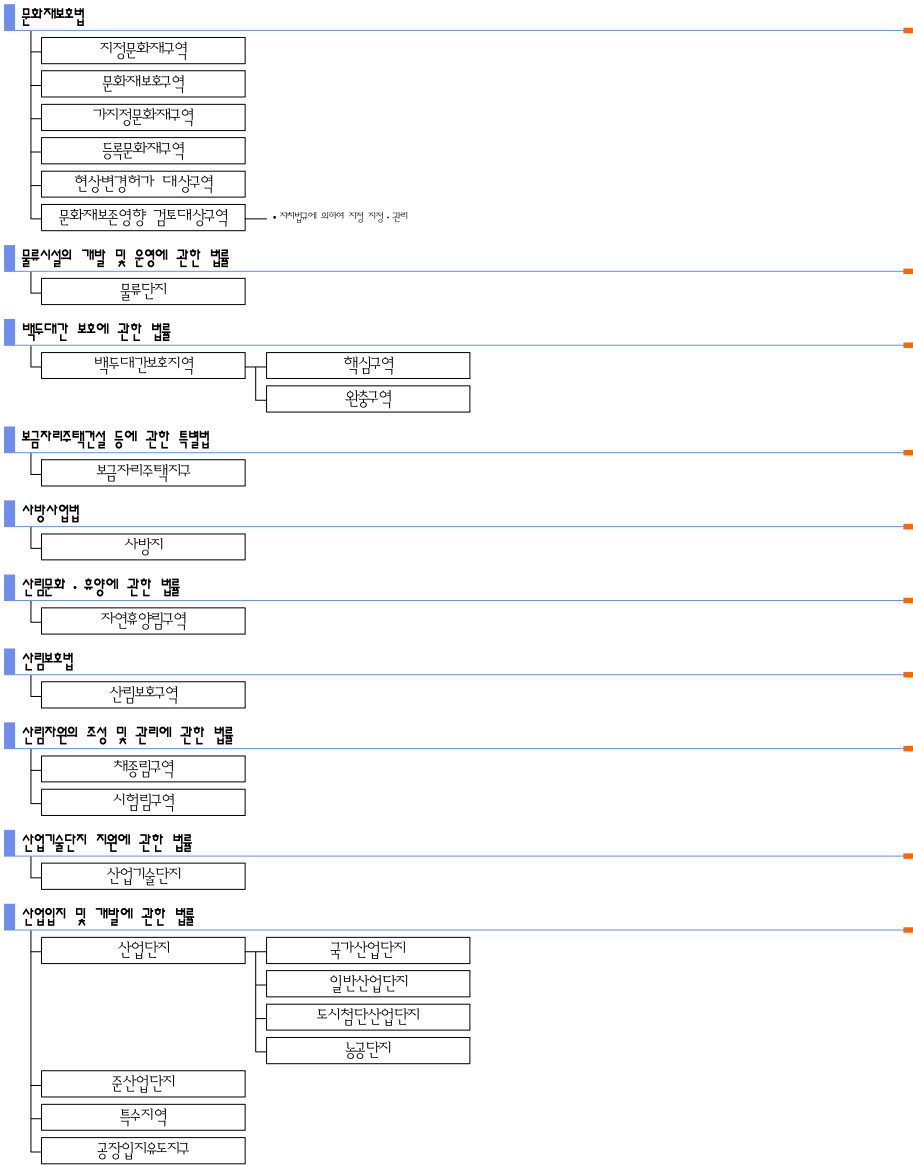 문화재보호법
지정문화재구역
문화재보호구역
가지정문화재구역
등록문화재구역
현상변경허가 대상구역
문화재보존영향 검토대상구역
• 자치법규에 의하여 지정 지정·관리
물류시설의 개발 및 운영에 관한 법률
물류단지
백두대간 보호에 관한 법률
백두대간보호지역
핵심구역
완충구역
보금자리주택건설 등에 관한 특별법
보금자리주택지구
사방사업법
사방지
산림문화 · 휴양에 관한 법률
자연휴양림구역
산림보호법
산림보호구역
산림자원의 조성 및 관리에 관한 법률
채종림구역
시험림구역
산업기술단지 지원에 관한 법률
산업기술단지
산업입지 및 개발에 관한 법률
산업단지
국가산업단지
일반산업단지
도시첨단산업단지
농공단지
준산업단지
특수지역
공장입지유도지구